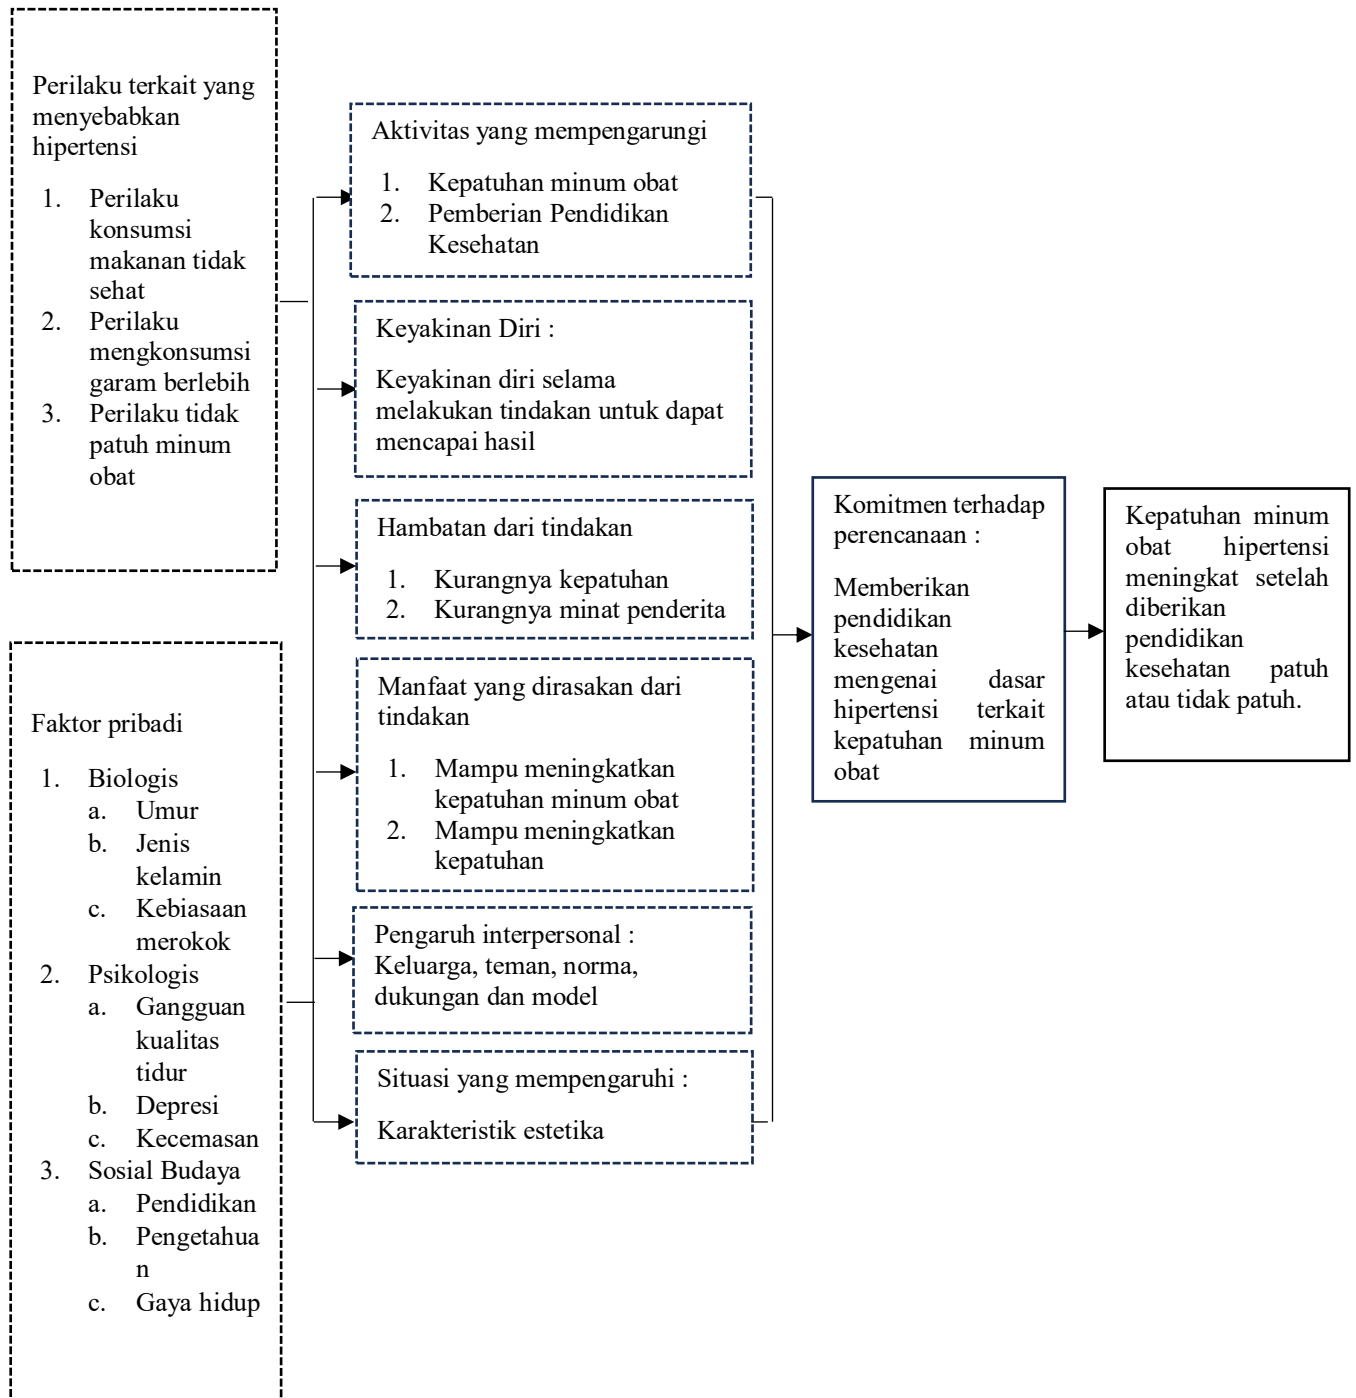 Perilaku terkait yang
menyebabkan
hipertensi
1. Perilaku
konsumsi
makanan tidak
sehat
2. Perilaku
mengkonsumsi
garam berlebih
3. Perilaku tidak
patuh minum
obat
Faktor pribadi
1. Biologis
a. Umur
b. Jenis
kelamin
c. Kebiasaan
merokok
2. Psikologis
a. Gangguan
kualitas
tidur
b. Depresi
c. Kecemasan
3. Sosial Budaya
a. Pendidikan
b. Pengetahua
n
c. Gaya hidup
Aktivitas yang mempengarungi
1. Kepatuhan minum obat
2. Pemberian Pendidikan
Kesehatan
Keyakinan Diri :
Keyakinan diri selama
melakukan tindakan untuk dapat
mencapai hasil
Hambatan dari tindakan
1. Kurangnya kepatuhan
2. Kurangnya minat penderita
Manfaat yang dirasakan dari
tindakan
1. Mampu meningkatkan
kepatuhan minum obat
2. Mampu meningkatkan
kepatuhan
Pengaruh interpersonal :
Keluarga, teman, norma,
dukungan dan model
Situasi yang mempengaruhi :
Karakteristik estetika
Komitmen terhadap
perencanaan :
Memberikan
pendidikan
kesehatan
mengenai dasar
hipertensi terkait
kepatuhan minum
obat
Kepatuhan minum
obat hipertensi
meningkat setelah
diberikan
pendidikan
kesehatan patuh
atau tidak patuh.